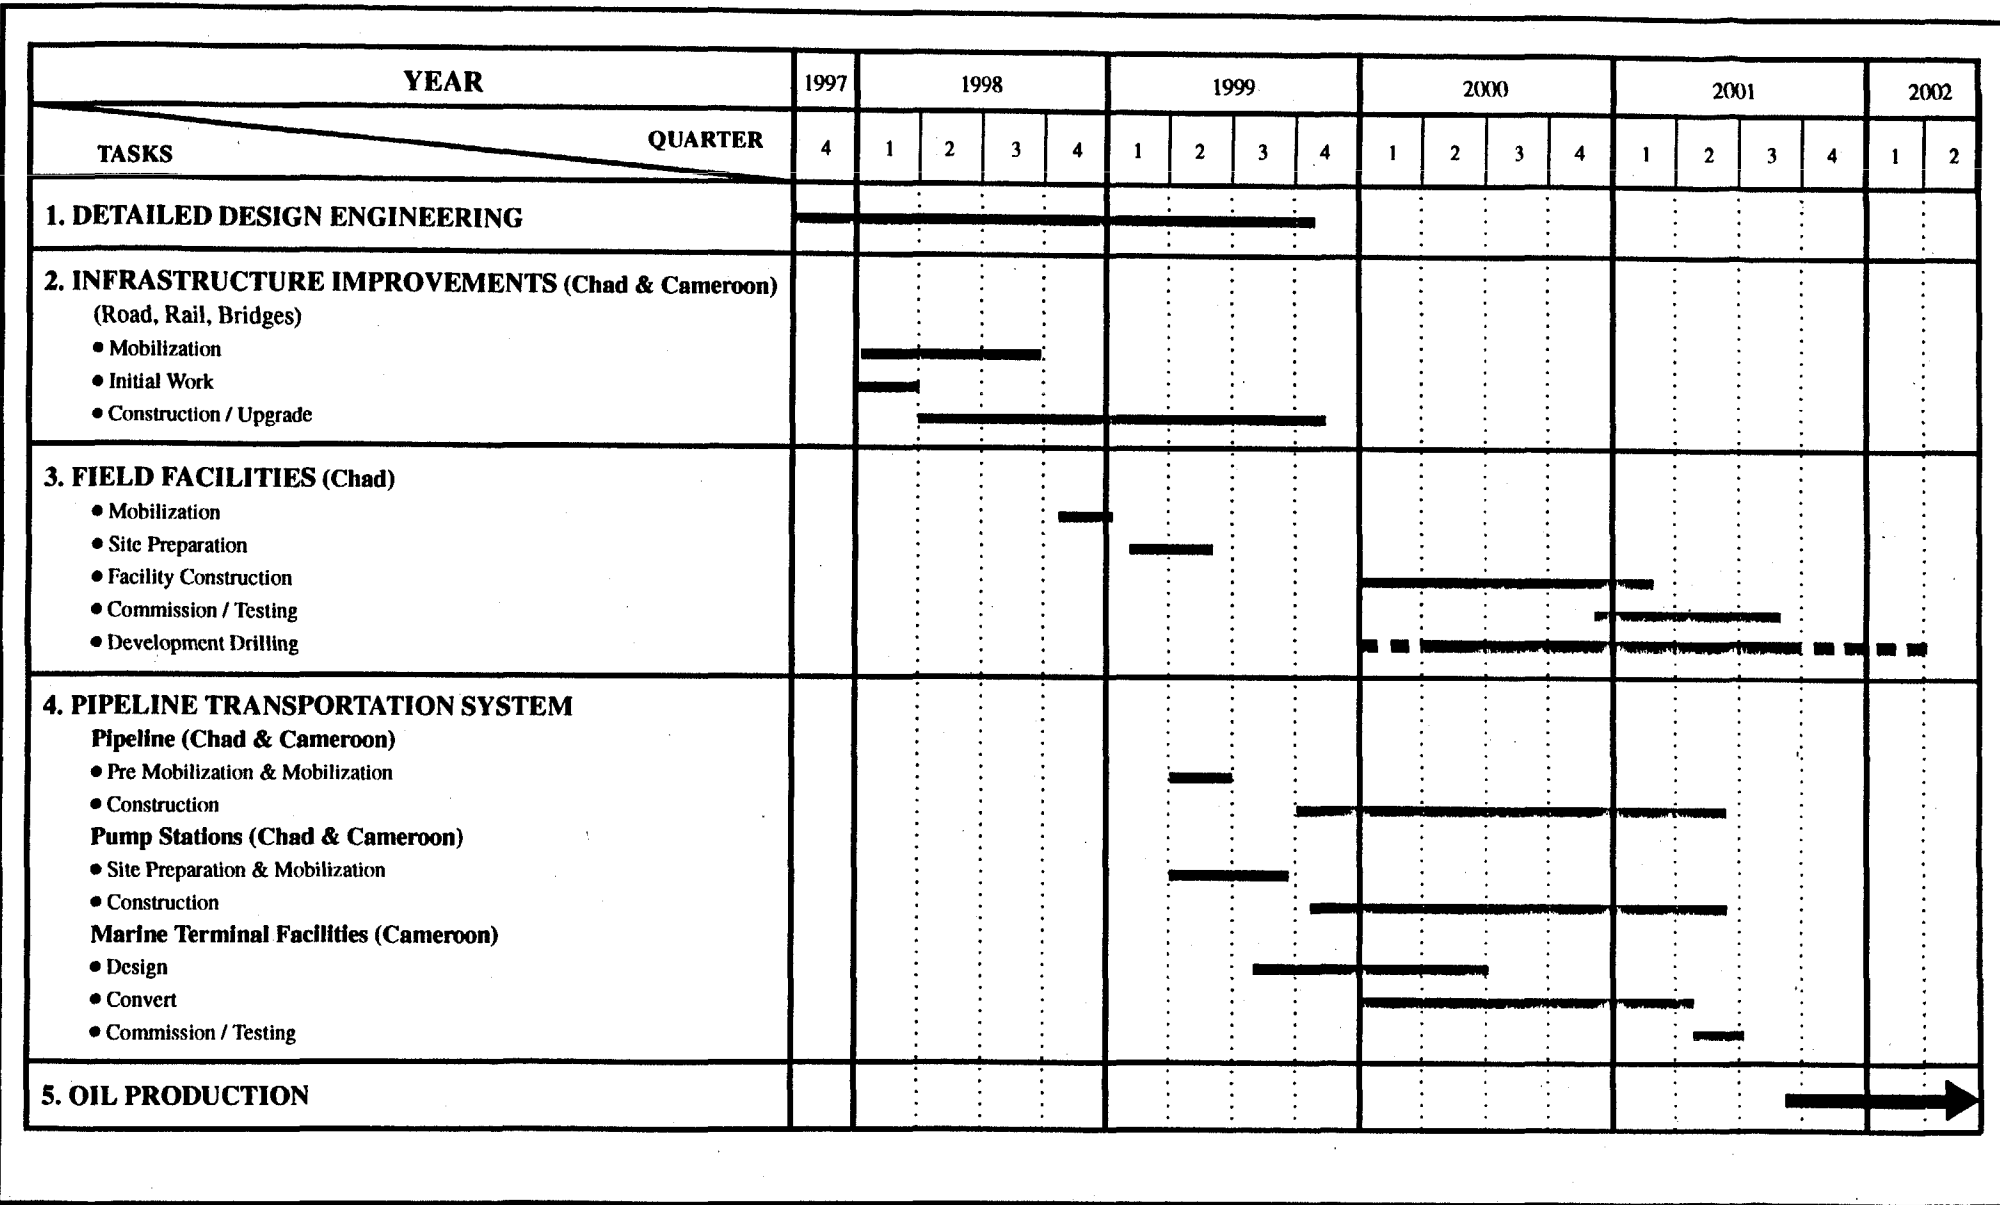 YEAR 1997 1998 1999 2000 2001 2002
TASKS QUARTER 4 1 2 3 4 1 2 3 4 1 2 3 4 1 2 3 4 1 2
1. DETAILED DESIGN ENGINEERING
2. INFRASTRUCTURE IMPROVEMENTS (Chad & Cameroon)
(Road, Rail, Bridges)
• Mobilization
• Initial Work
• Construction / Upgrade
3. FIELD FACILITIES (Chad)
• Mobilization
• Site Preparation
• Facility Construction
• Commission / Testing
• Development Drilling
4. PIPELINE TRANSPORTATION SYSTEM
Pipeline (Chad & Cameroon)
• Pre Mobilization & Mobilization
• Construction
Pump Stations (Chad & Cameroon)
• Site Preparation & Mobilization
• Construction
Marine Terminal Facilities (Cameroon)
• Design
• Convert
• Commission / Testing
5. OIL PRODUCTION